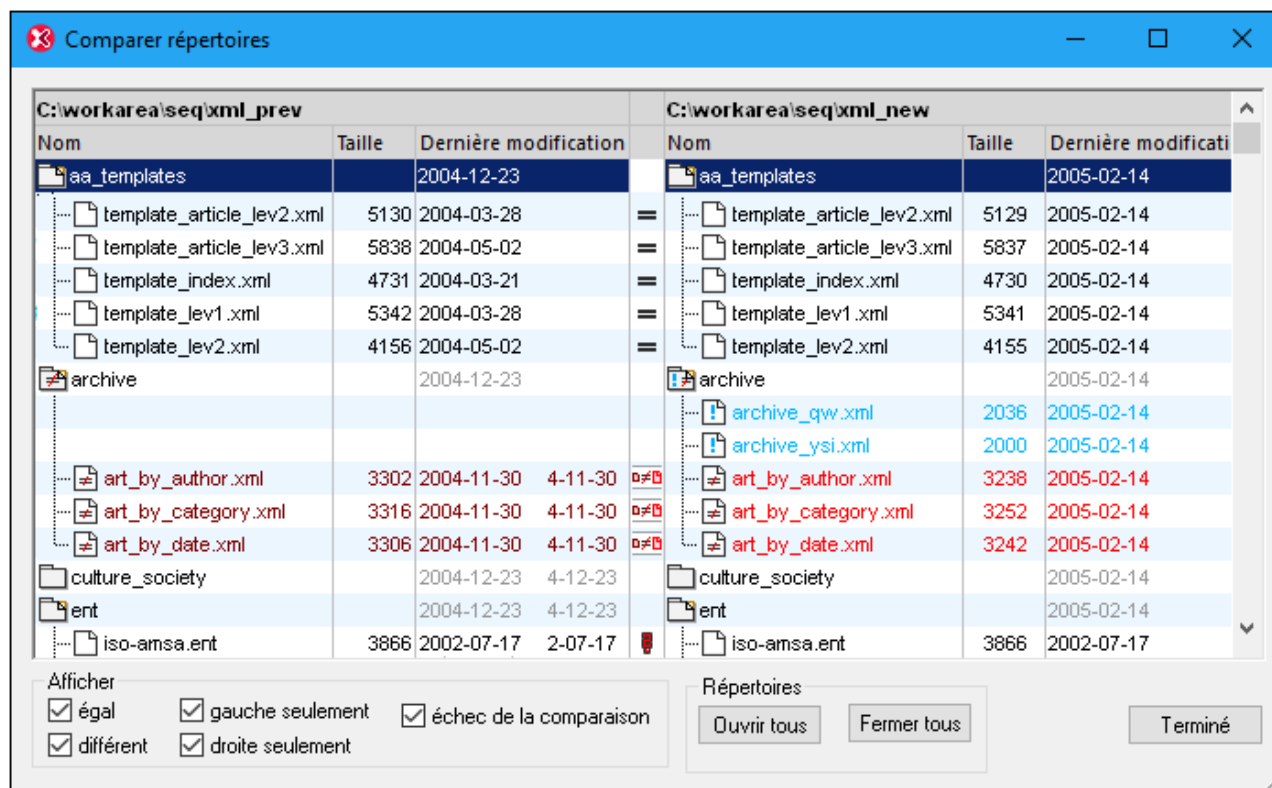 Comparer répertoires
C:\workarea\seq\xml_prev C:\workarea\seq\xml_new
Nom Taille Dernière modification Nom Taille Dernière modificati
aa_templates 2004-12-23 aa_templates 2005-02-14
template_article_lev2.xml 5130 2004-03-28 = template_article_lev2.xml 5129 2005-02-14
template_article_lev3.xml 5838 2004-05-02 = template_article_lev3.xml 5837 2005-02-14
template_index.xml 4731 2004-03-21 = template_index.xml 4730 2005-02-14
template_lev1.xml 5342 2004-03-28 = template_lev1.xml 5341 2005-02-14
template_lev2.xml 4156 2004-05-02 = template_lev2.xml 4155 2005-02-14
archive 2004-12-23 archive 2005-02-14
archive_qw.xml 2036 2005-02-14
archive_ysi.xml 2000 2005-02-14
art_by_author.xml 3302 2004-11-30 4-11-30 art_by_author.xml 3238 2005-02-14
art_by_category.xml 3316 2004-11-30 4-11-30 art_by_category.xml 3252 2005-02-14
art_by_date.xml 3306 2004-11-30 4-11-30 art_by_date.xml 3242 2005-02-14
culture_society 2004-12-23 4-12-23 culture_society 2005-02-14
ent 2004-12-23 4-12-23 ent 2005-02-14
iso-amsa.ent 3866 2002-07-17 2-07-17 iso-amsa.ent 3866 2002-07-17
Afficher Répertoires
égal gauche seulement échec de la comparaison Ouvrir tous Fermer tous Terminé
différent droite seulement